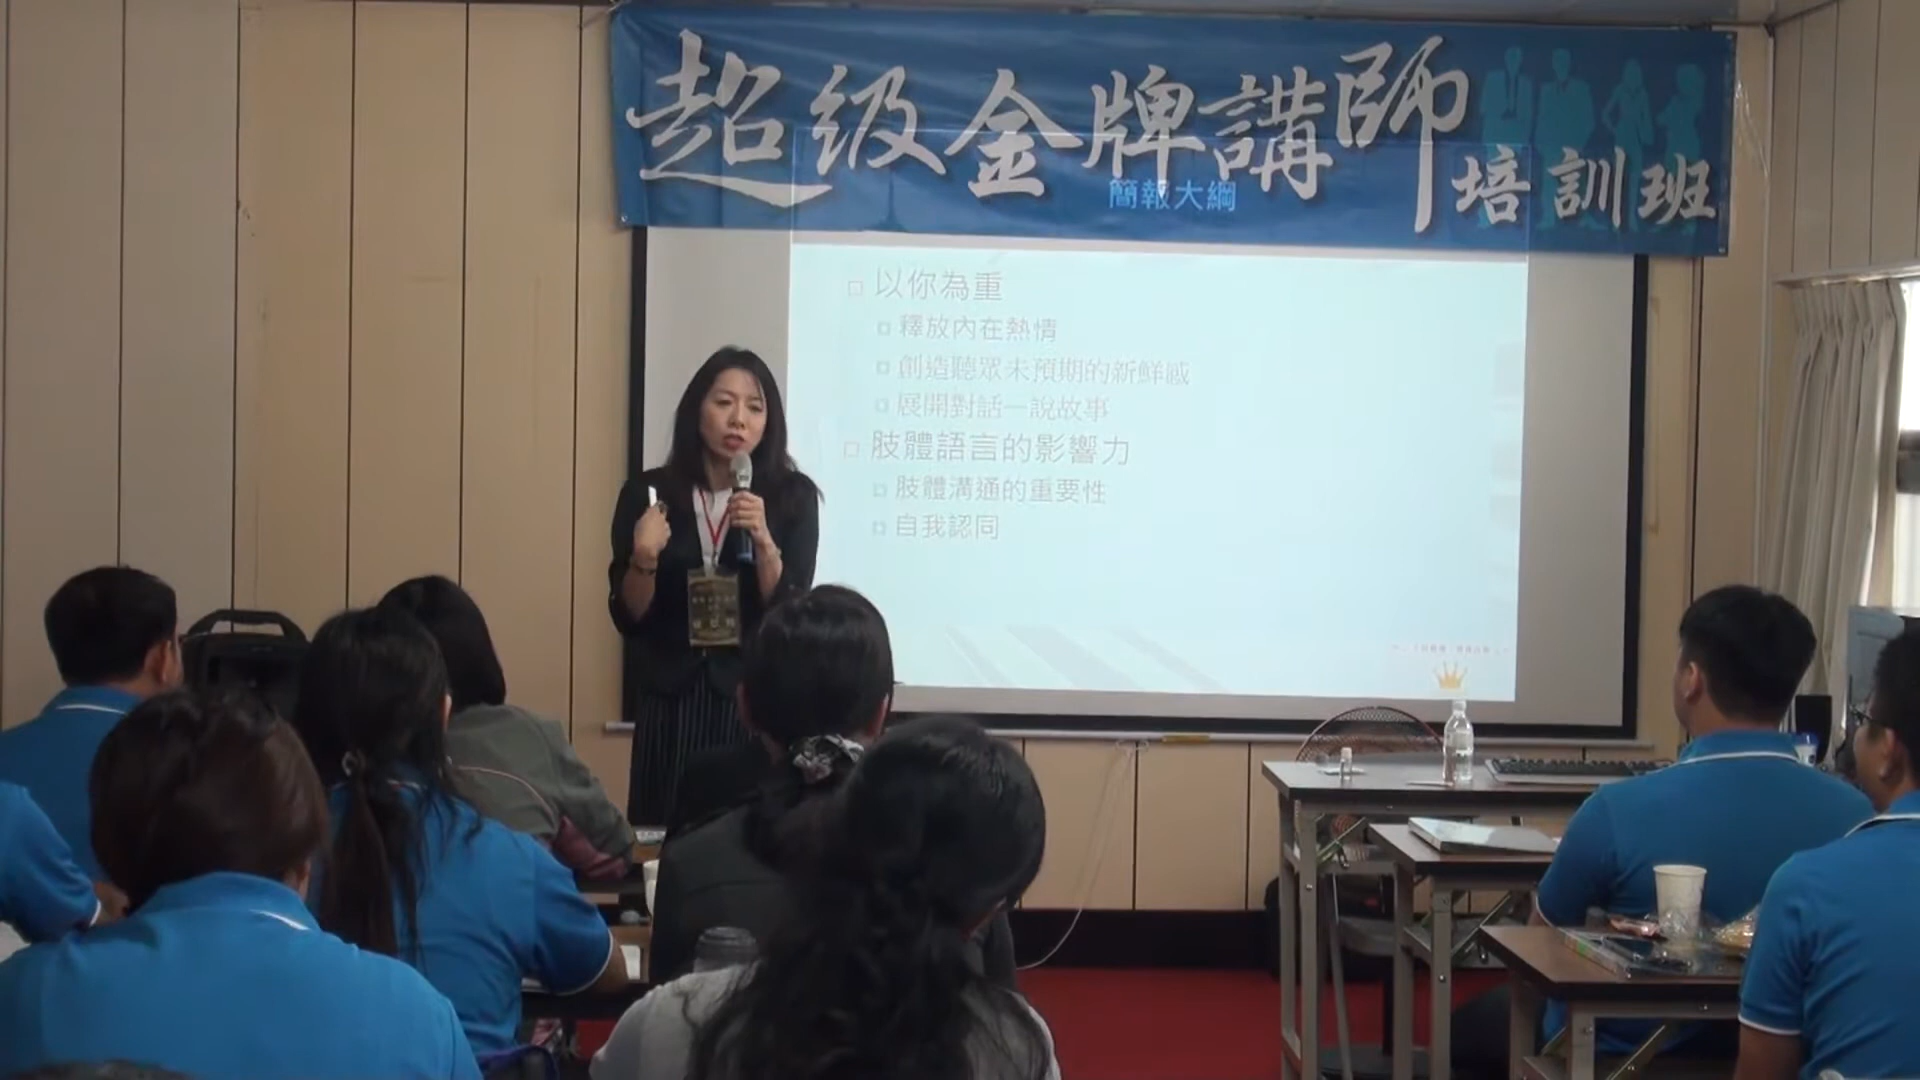 超级金牌講師培訓班
簡報大綱
以你為重
釋放內在熱情
創造聽眾未預期的新鮮感
展開對話—說故事
肢體語言的影響力
肢體溝通的重要性
自我認同